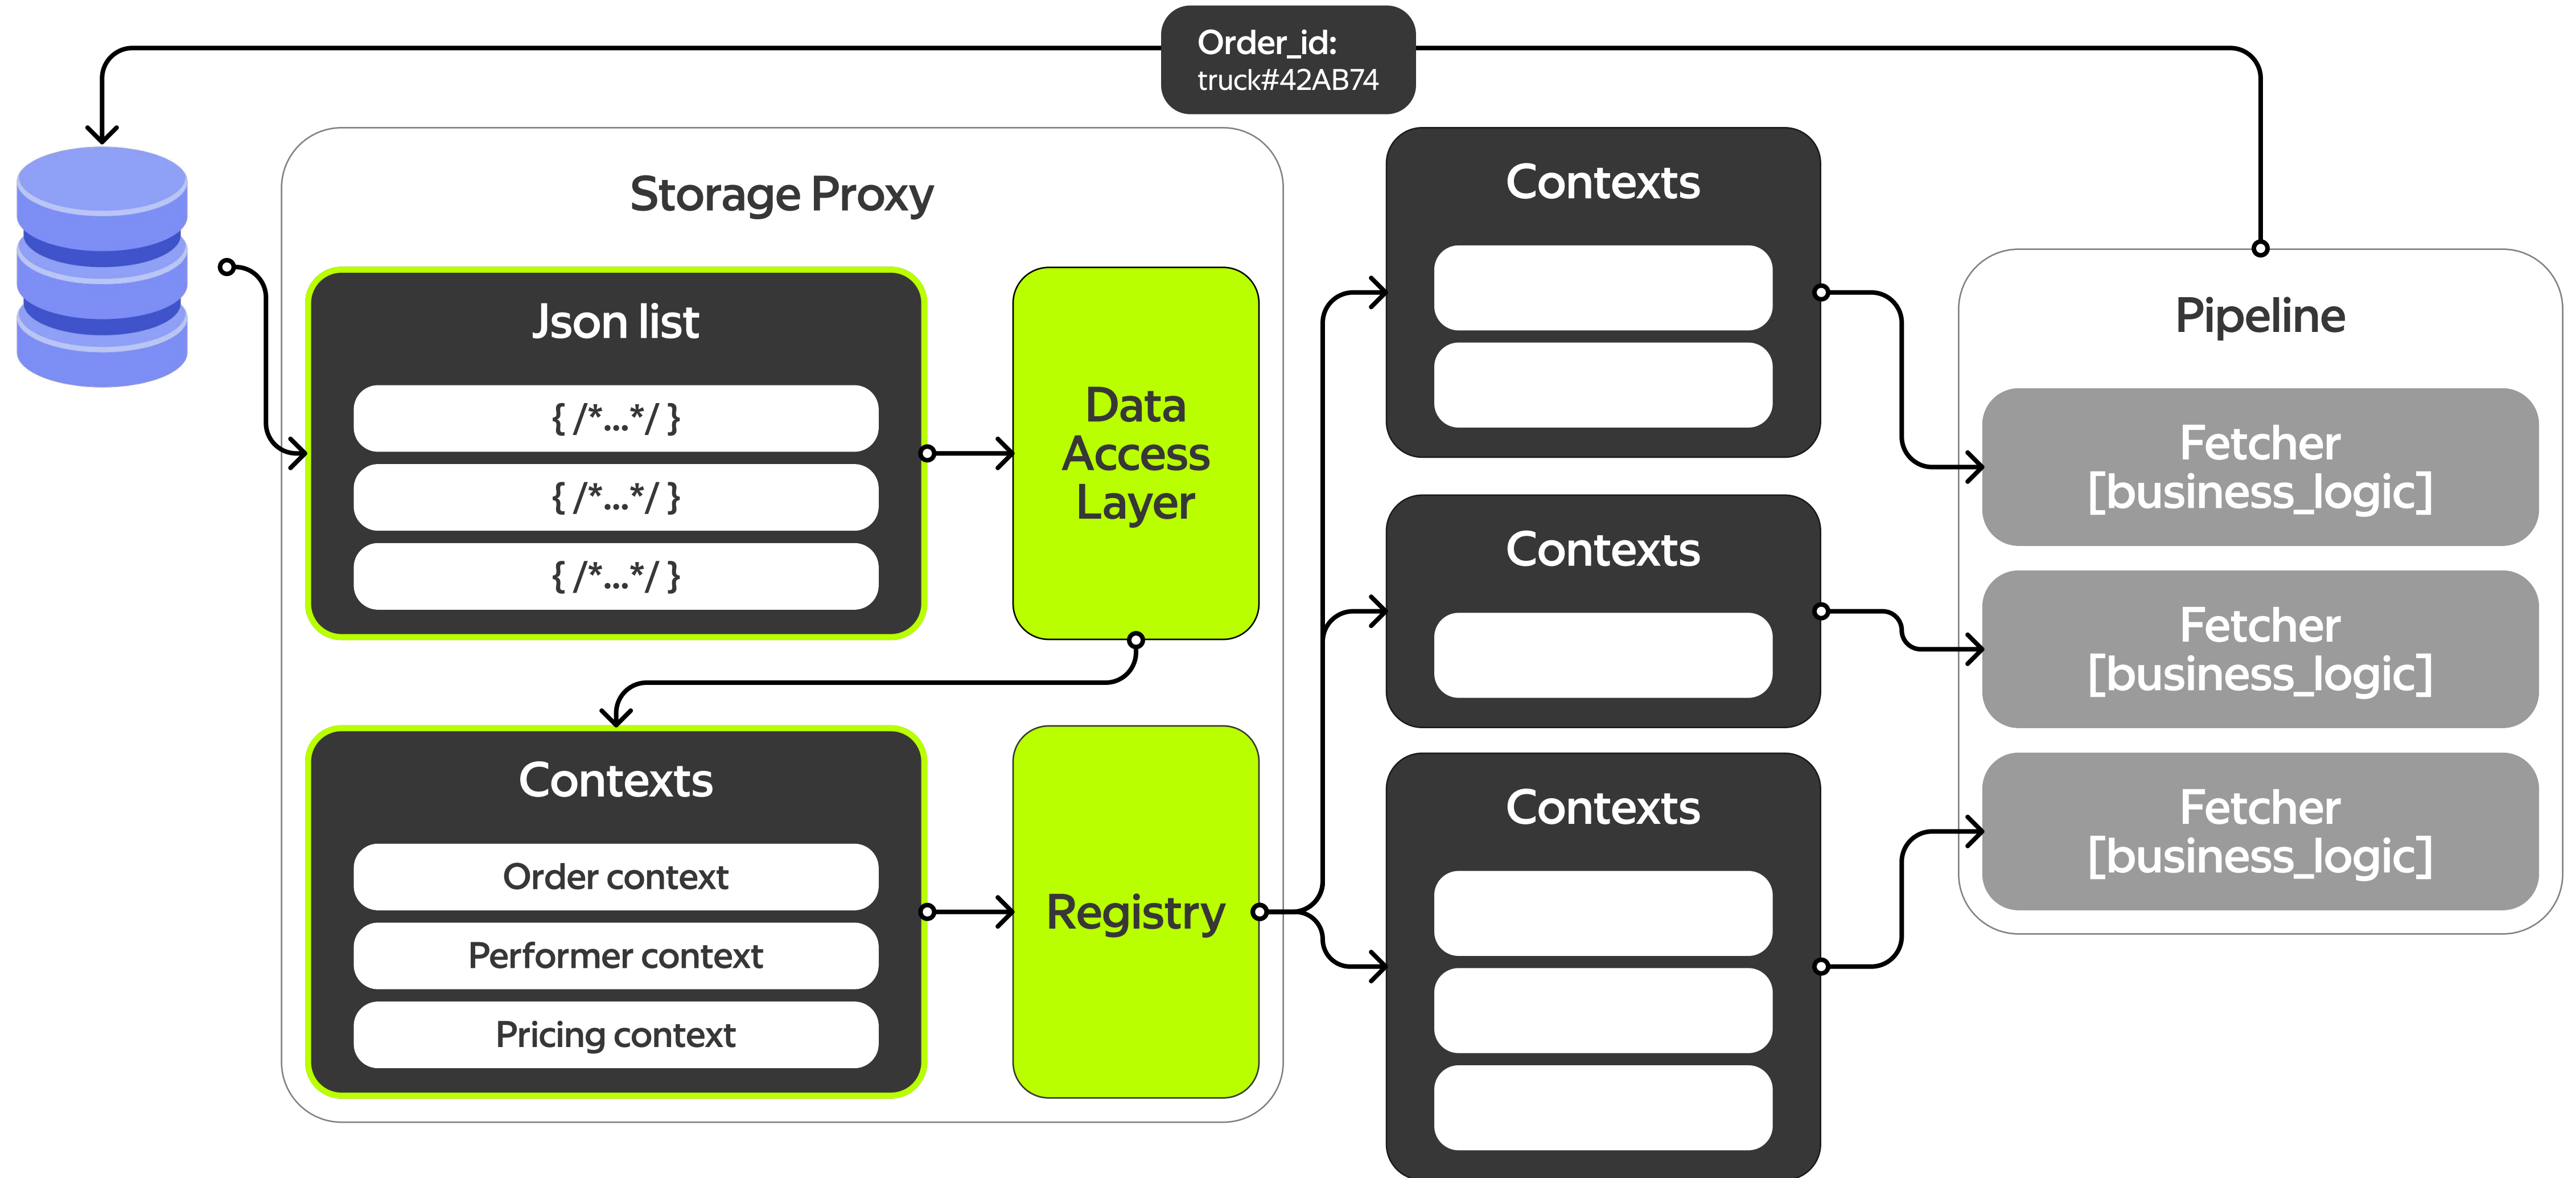 Order_id:
truck#42AB74
Storage Proxy
Json list
{ /*...*/ }
{ /*...*/ }
{ /*...*/ }
Data
Access
Layer
Contexts
Order context
Performer context
Pricing context
Registry
Contexts
Contexts
Contexts
Pipeline
Fetcher
[business_logic]
Fetcher
[business_logic]
Fetcher
[business_logic]